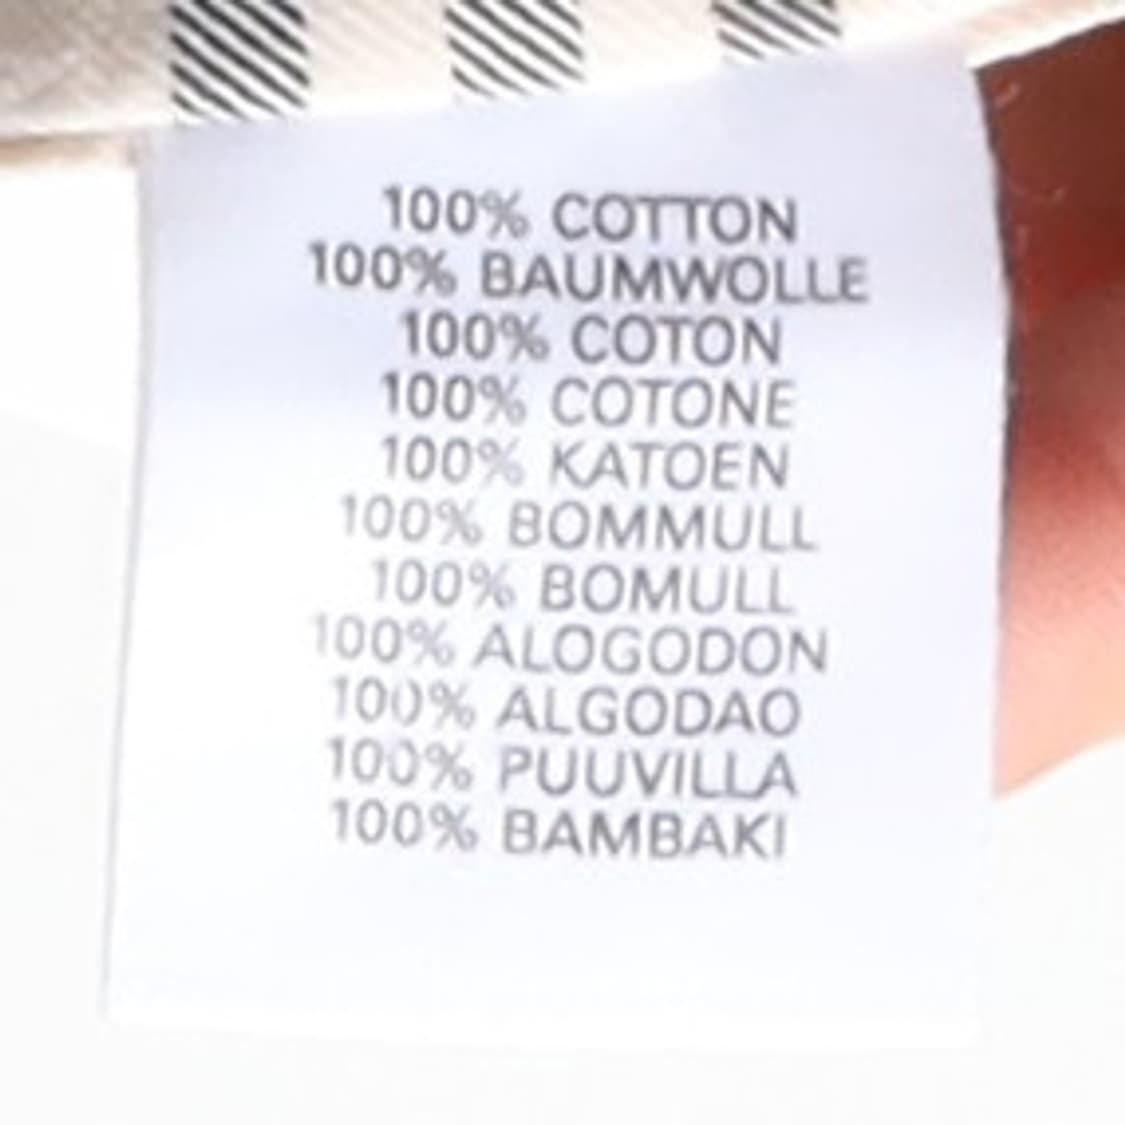 100% COTTON
100% BAUMWOLLE
100% COTON
100% COTONE
100% KATOEN
100% BOMMULL
100% BOMULL
100% ALOGODON
100% ALGODAO
100% PUUVILLA
100% BAMBAKI